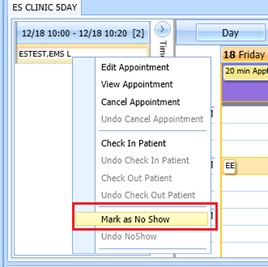 ES CLINIC 5DAY
12/18 10:00 - 12/18 10:20 [2]
ESTEST,EMS L
Time
Day
18 Friday
20 min Appt
EE
Edit Appointment
View Appointment
Cancel Appointment
Undo Cancel Appointment
Check In Patient
Undo Check In Patient
Check Out Patient
Undo Check Out Patient
Mark as No Show
Undo NoShow